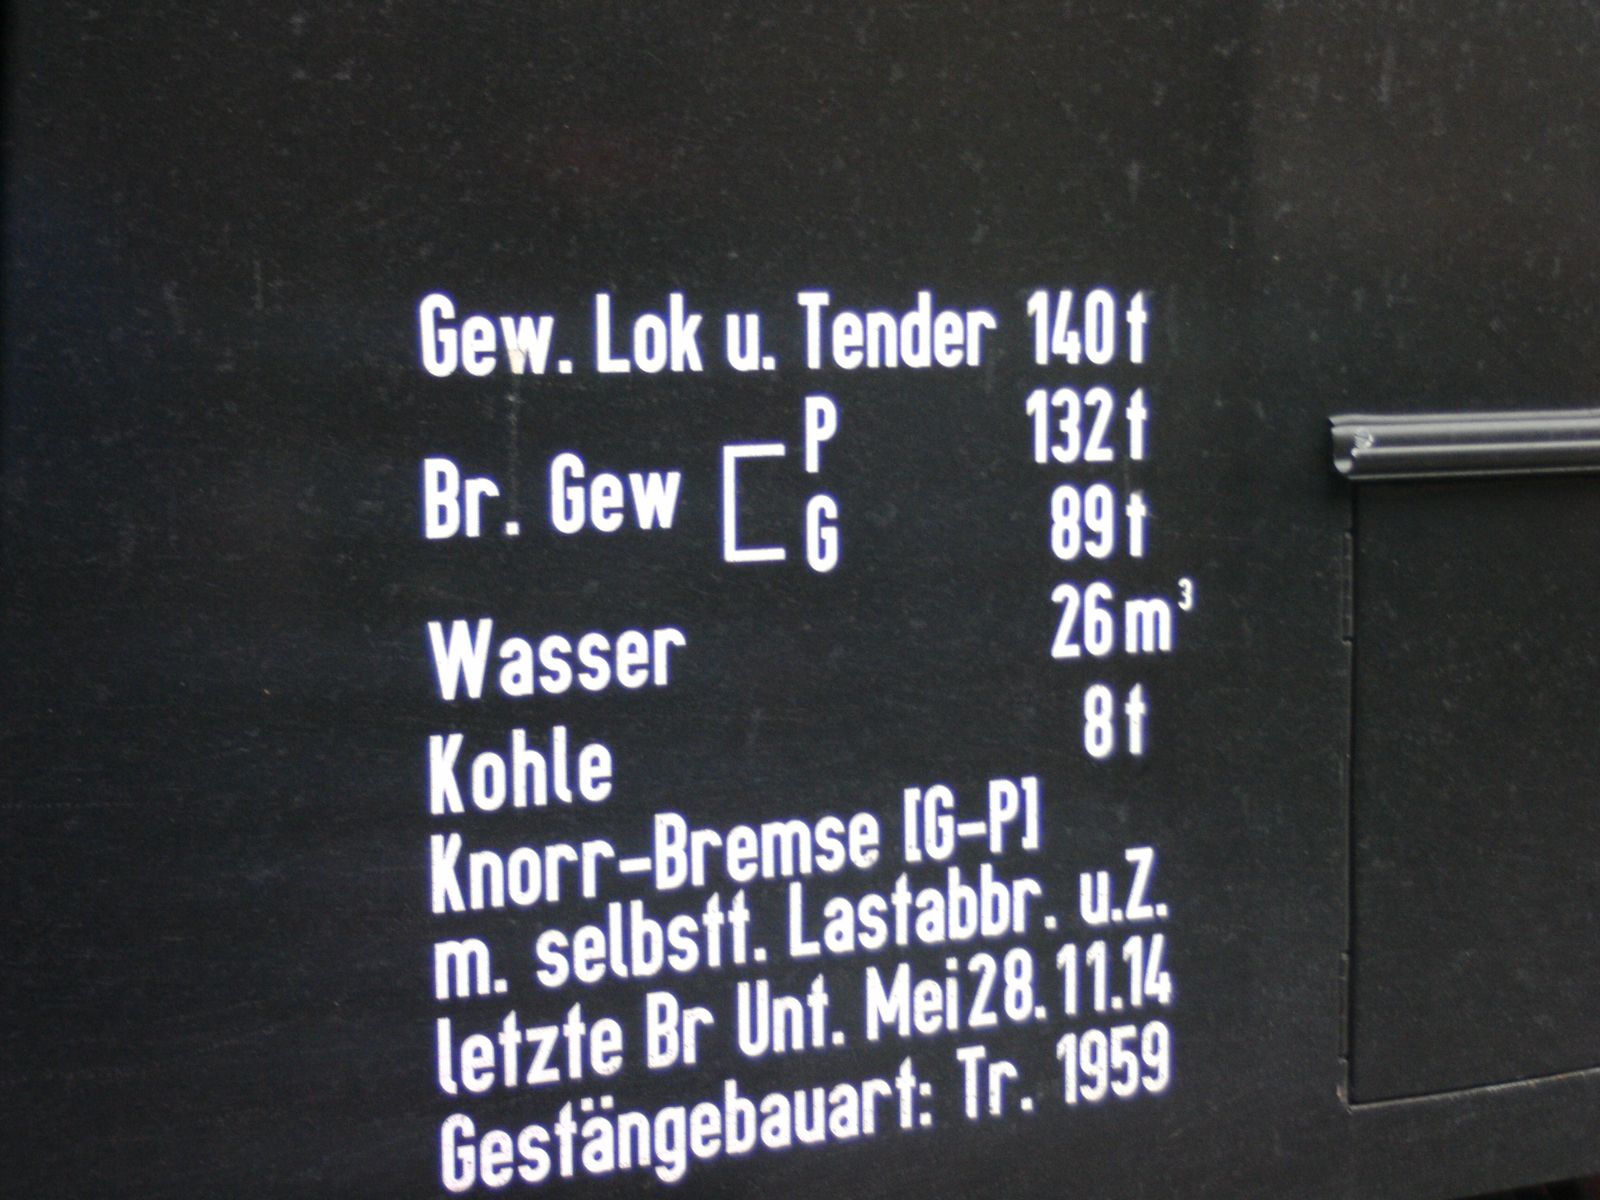 Gew. Lok u. Tender 140 t
P 132 t
Br. Gew
G 89 t
Wasser 26 m³
Kohle 8 t
Knorr-Bremse [G-P]
m. selbstt. Lastabbr. u.Z.
letzte Br Unt. Mei 28.11.14
Gestängebauart: Tr. 1959